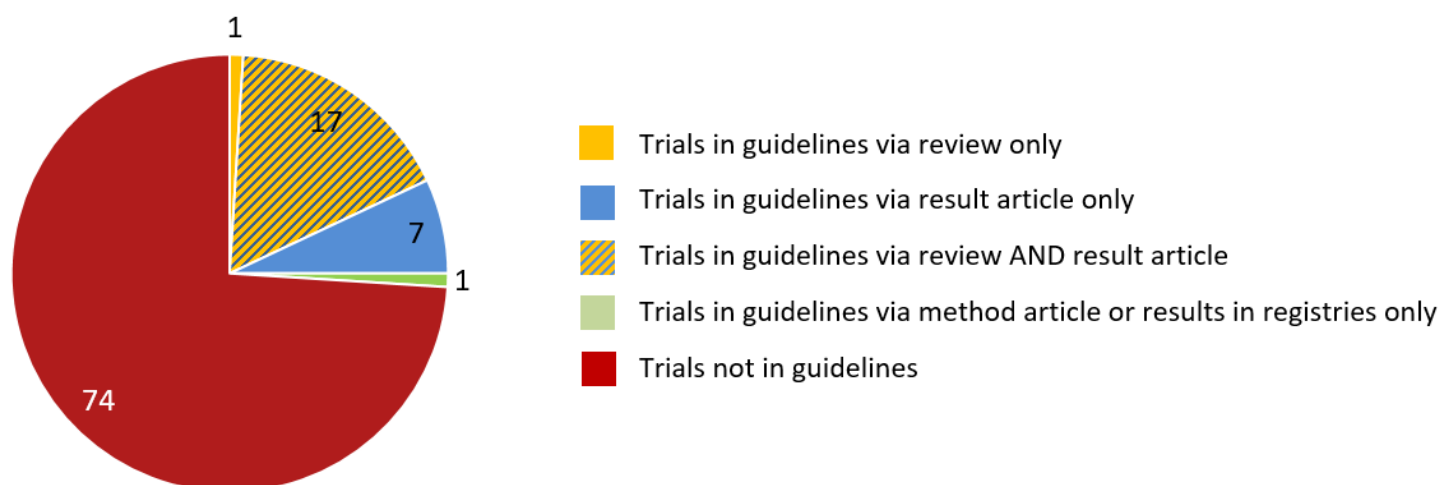 1
17
7
1
74
Trials in guidelines via review only
Trials in guidelines via result article only
Trials in guidelines via review AND result article
Trials in guidelines via method article or results in registries only
Trials not in guidelines